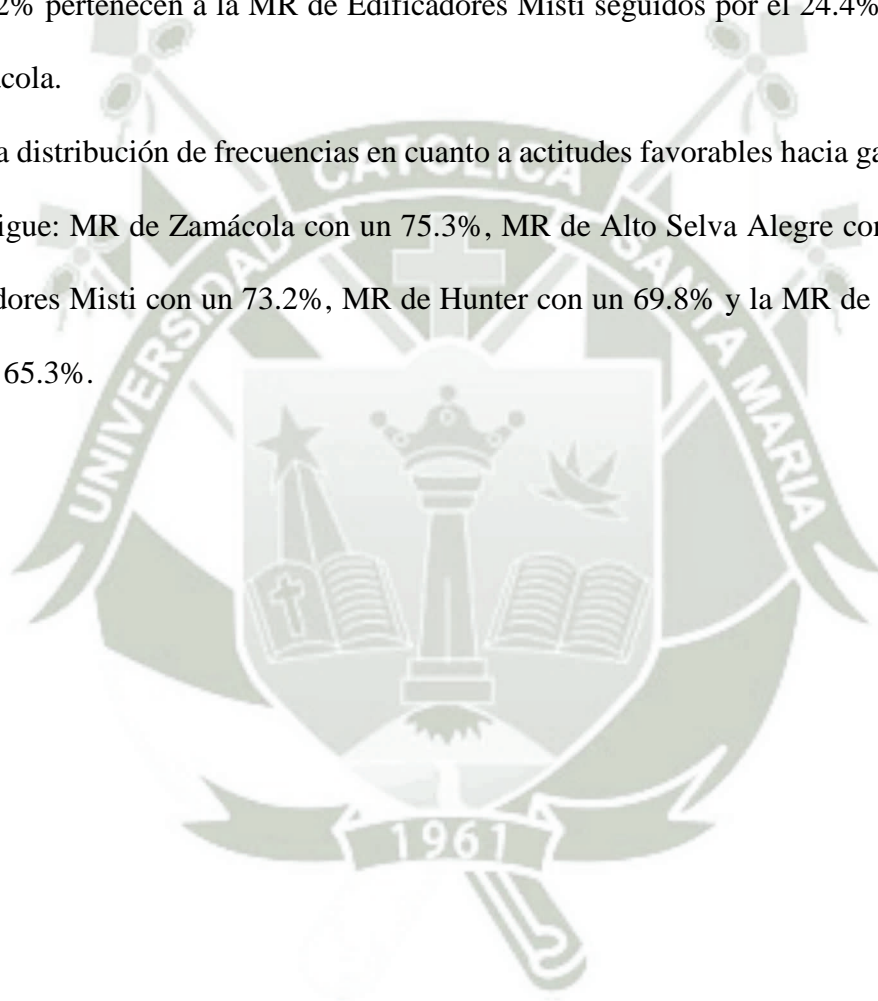 2% pertenecen a la MR de Edificadores Misti seguidos por el 24.4%
cola.
a distribución de frecuencias en cuanto a actitudes favorables hacia ga
igue: MR de Zamácola con un 75.3%, MR de Alto Selva Alegre con
dores Misti con un 73.2%, MR de Hunter con un 69.8% y la MR de
65.3%.
UNIVERSIDAD CATOLICA SANTA MARIA
1961